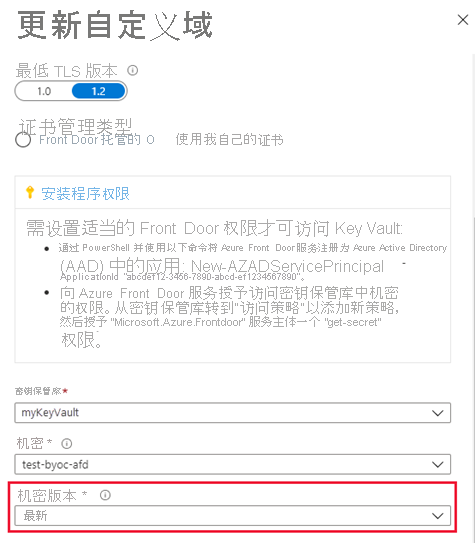 更新自定义域
最低 TLS 版本
1.0 1.2
证书管理类型
Front Door 托管的 O 使用我自己的证书
安装程序权限
需设置适当的 Front Door 权限才可访问 Key Vault:
• 通过 PowerShell 并使用以下命令将 Azure Front Door 服务注册为 Azure Active Directory
(AAD) 中的应用: New-AZADServicePrincipal -
ApplicationId "abcdef12-3456-7890-abcd-ef1234567890"。
• 向 Azure Front Door 服务授予访问密钥保管库中机密
的权限。从密钥保管库转到"访问策略"以添加新策略,
然后授予 "Microsoft.Azure.Frontdoor" 服务主体一个 "get-secret"
权限。
密钥保管库*
myKeyVault
机密 *
test-byoc-afd
机密版本 *
最新